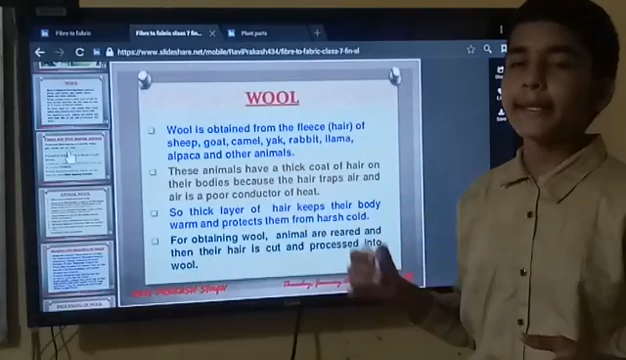 Fibre to fabric
Fibre to fabric class 7 fin...
Plant parts
https://www.slideshare.net/mobile/RaviPrakash434/fibre-to-fabric-class-7-fin-al
WOOL
Wool is obtained from the fleece (hair) of
sheep, goat, camel, yak, rabbit, llama,
alpaca and other animals.
These animals have a thick coat of hair on
their bodies because the hair traps air and
air is a poor conductor of heat.
So thick layer of hair keeps their body
warm and protects them from harsh cold.
For obtaining wool, animal are reared and
then their hair is cut and processed into
wool.
RAVI PRAKASH SINGH
Thursday, January